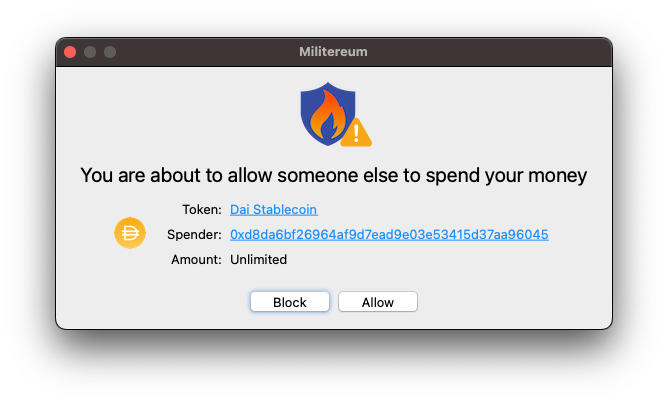 Militereum
You are about to allow someone else to spend your money
Token: Dai Stablecoin
Spender: 0xd8da6bf26964af9d7ead9e03e53415d37aa96045
Amount: Unlimited
Block Allow